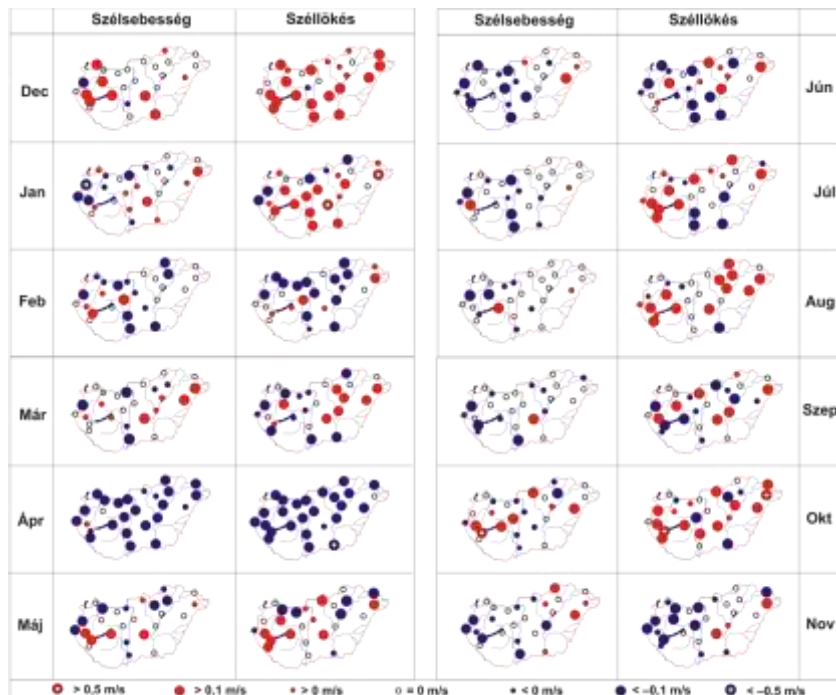 Szélsebesség Széllökés Szélsebesség Széllökés
Dec Jún
Jan Júl
Feb Aug
Már Szep
Ápr Okt
Máj Nov
> 0,5 m/s > 0.1 m/s > 0 m/s = 0 m/s < 0 m/s < –0.1 m/s < –0.5 m/s